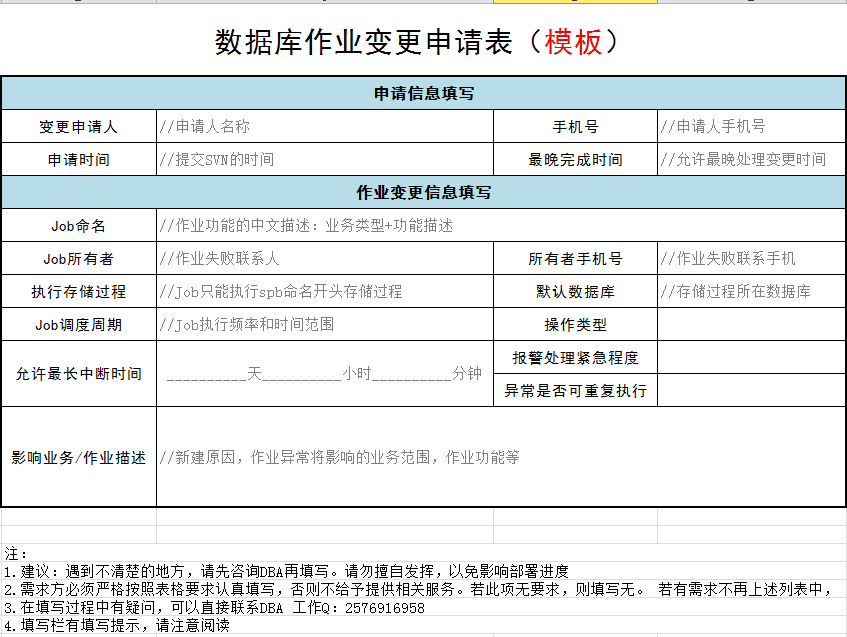 数据库作业变更申请表（模板）
申请信息填写
变更申请人 //申请人名称 手机号 //申请人手机号
申请时间 //提交SVN的时间 最晚完成时间 //允许最晚处理变更时间
作业变更信息填写
Job命名 //作业功能的中文描述：业务类型+功能描述
Job所有者 //作业失败联系人 所有者手机号 //作业失败联系手机
执行存储过程 //Job只能执行spb命名开头存储过程 默认数据库 //存储过程所在数据库
Job调度周期 //Job执行频率和时间范围 操作类型
允许最长中断时间 __________天__________小时__________分钟 报警处理紧急程度
异常是否可重复执行
影响业务/作业描述 //新建原因，作业异常将影响的业务范围，作业功能等
注：
1.建议：遇到不清楚的地方，请先咨询DBA再填写。请勿擅自发挥，以免影响部署进度
2.需求方必须严格按照表格要求认真填写，否则不给予提供相关服务。若此项无要求，则填写无。 若有需求不再上述列表中，
3.在填写过程中有疑问，可以直接联系DBA 工作Q：2576916958
4.填写栏有填写提示，请注意阅读